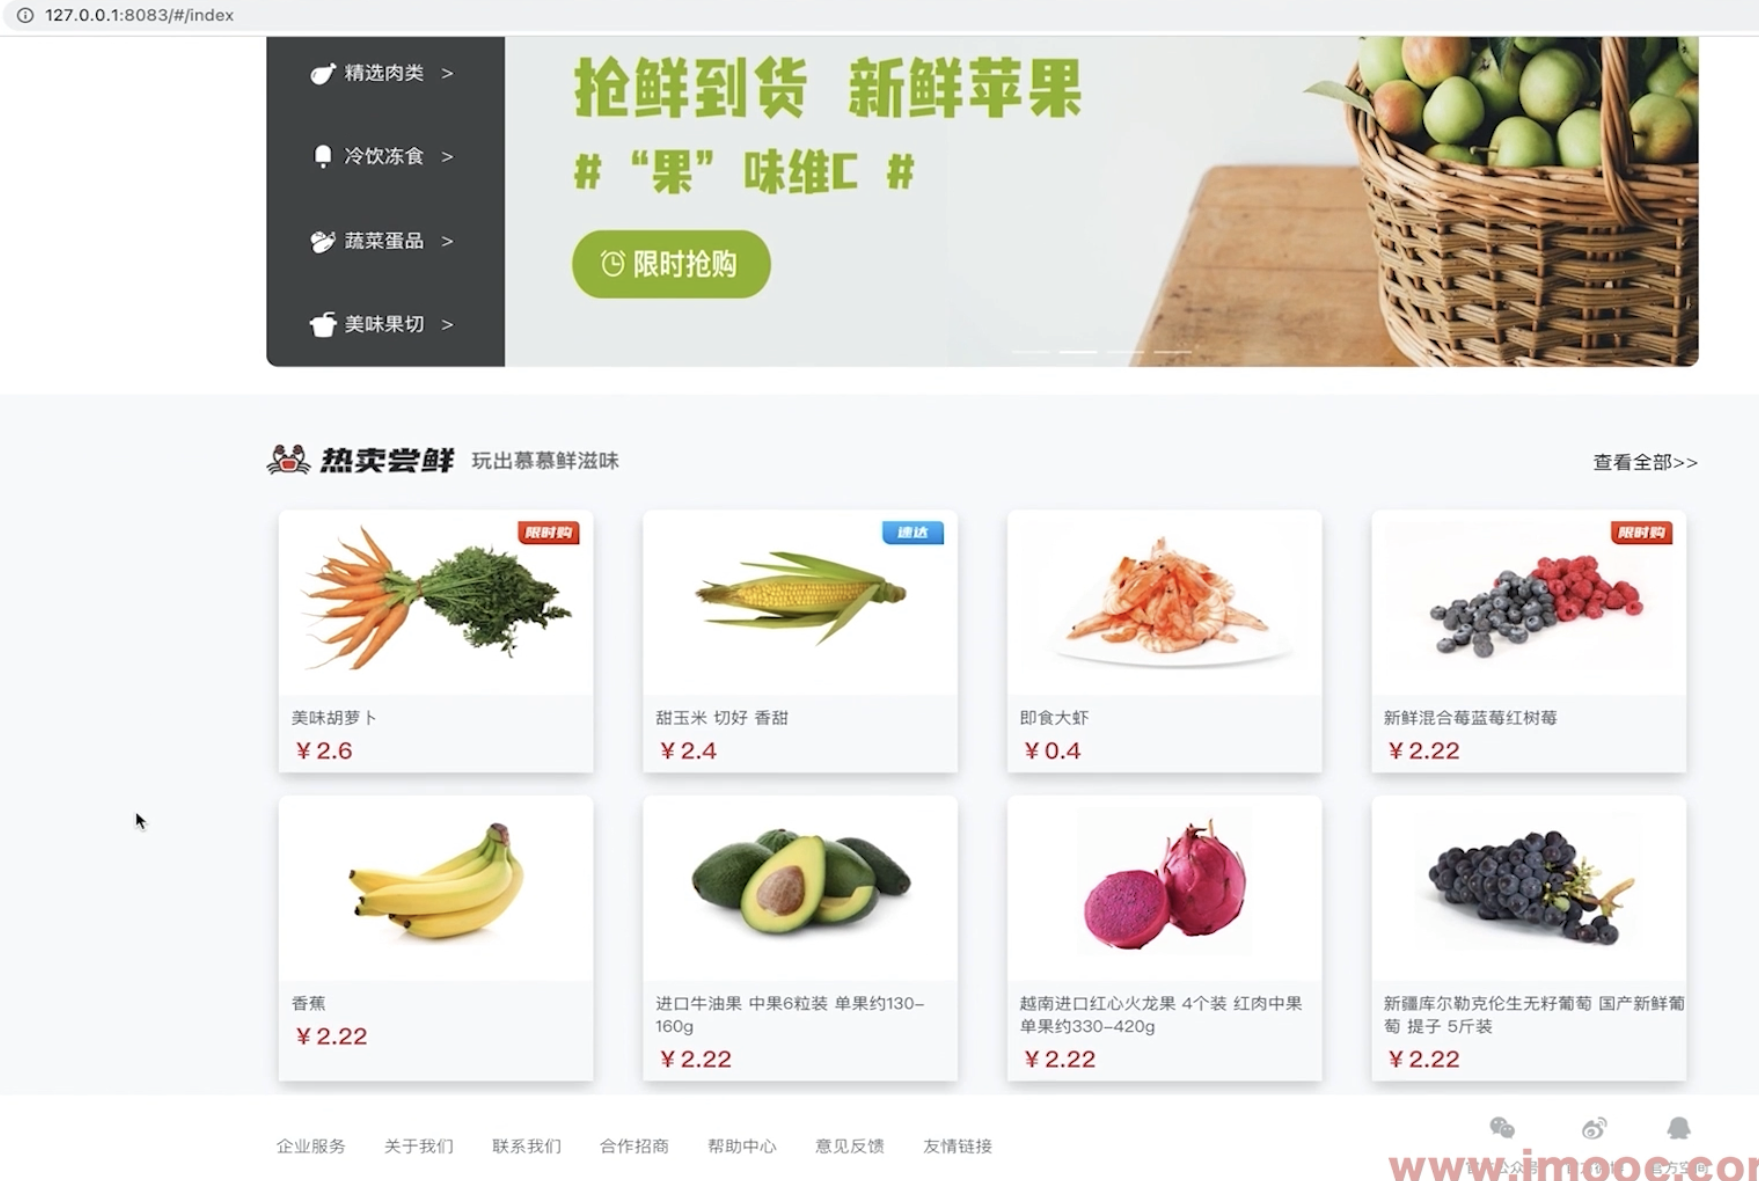 127.0.0.1:8083/#/index
精选肉类 >
冷饮冻食 >
蔬菜蛋品 >
美味果切 >
抢鲜到货 新鲜苹果
# “果” 味维C #
限时抢购
热卖尝鲜 玩出慕慕鲜滋味
查看全部>>
限时购
速达
限时购
美味胡萝卜
¥2.6
甜玉米 切好 香甜
¥2.4
即食大虾
¥0.4
新鲜混合莓蓝莓红树莓
¥2.22
香蕉
¥2.22
进口牛油果 中果6粒装 单果约130-
160g
¥2.22
越南进口红心火龙果 4个装 红肉中果
单果约330-420g
¥2.22
新疆库尔勒克伦生无籽葡萄 国产新鲜葡
萄 提子 5斤装
¥2.22
企业服务 关于我们 联系我们 合作招商 帮助中心 意见反馈 友情链接
www.imooc.com